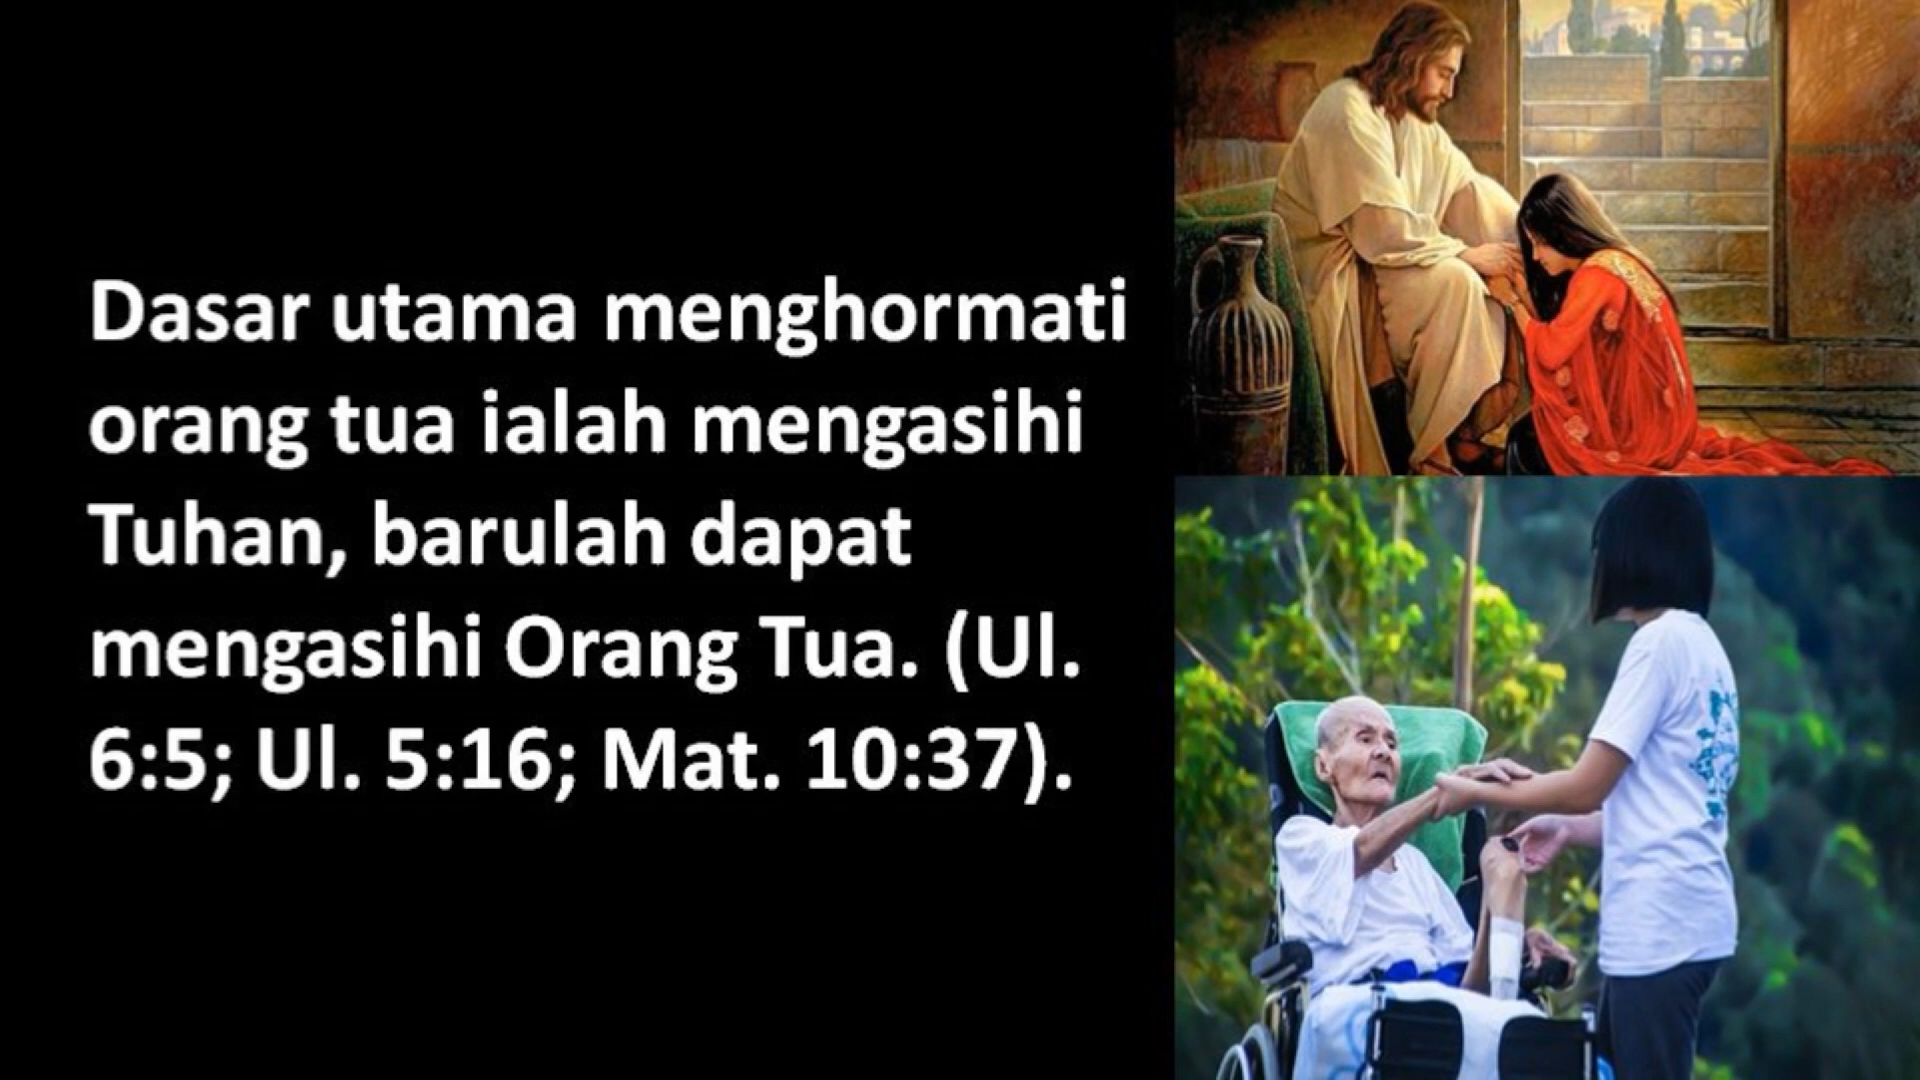 Dasar utama menghormati
orang tua ialah mengasihi
Tuhan, barulah dapat
mengasihi Orang Tua. (Ul.
6:5; Ul. 5:16; Mat. 10:37).